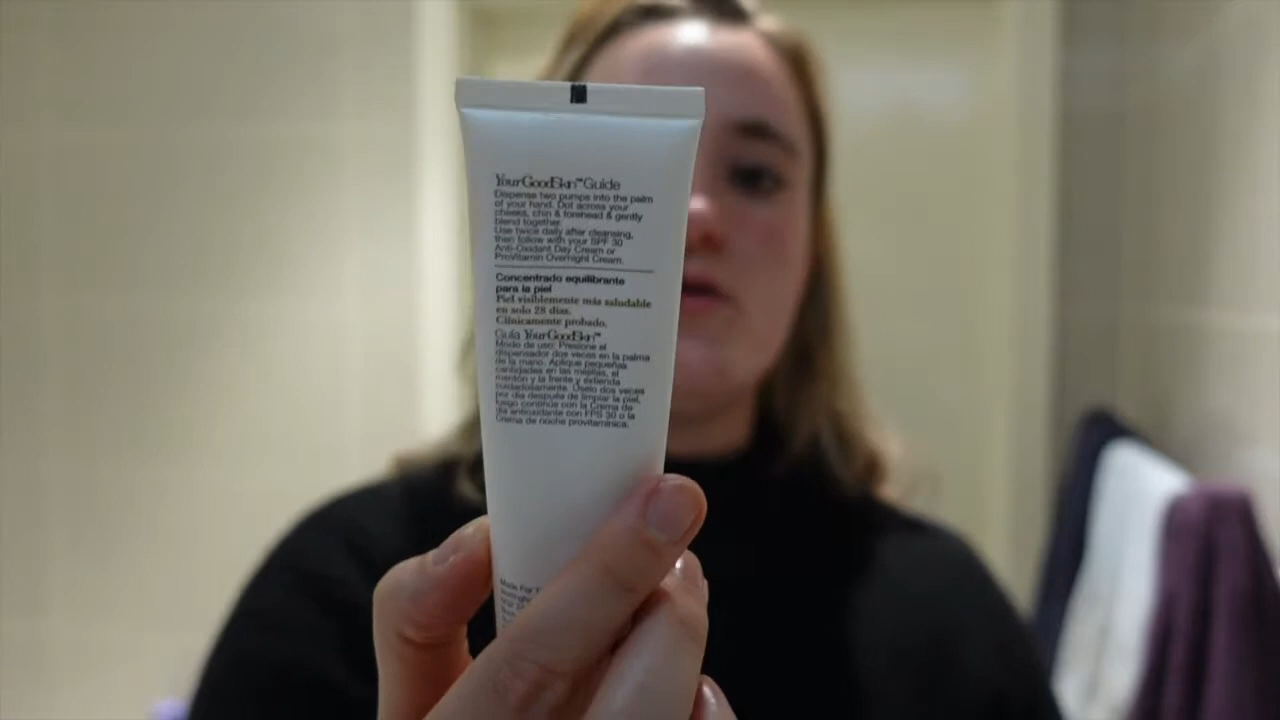 YourGoodSkin™ Guide
Dispense two pumps into the palm
of your hand. Dot across your
cheeks, chin & forehead & gently
blend together.
Use twice daily after cleansing,
then follow with your SPF 30
Anti-Oxidant Day Cream or
ProVitamin Overnight Cream.
Concentrado equilibrante
para la piel
Piel visiblemente más saludable
en solo 28 días.
Clínicamente probado.
Guía YourGoodSkin™
Modo de uso: Presione el
dispensador dos veces en la palma
de la mano. Aplique pequeñas
cantidades en las mejillas, el
mentón y la frente y extienda
cuidadosamente. Úselo dos veces
por día después de limpiar la piel,
luego continúe con la Crema de
día antioxidante con FPS 30 o la
Crema de noche provitamínica.
Made For